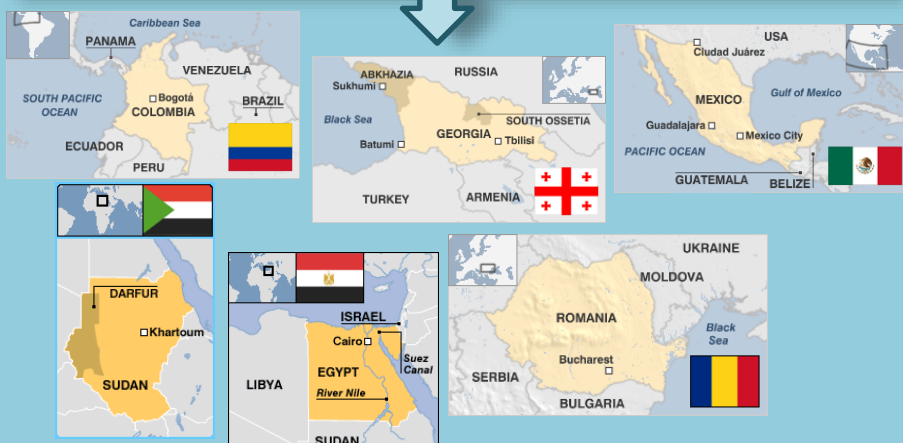 Caribbean Sea
PANAMA
VENEZUELA
SOUTH PACIFIC
OCEAN
Bogotá
COLOMBIA
BRAZIL
ECUADOR
PERU
ABKHAZIA
RUSSIA
Sukhumi
Black Sea
SOUTH OSSETIA
GEORGIA
Tbilisi
Batumi
TURKEY
ARMENIA
USA
Ciudad Juárez
MEXICO
Gulf of Mexico
Guadalajara
Mexico City
PACIFIC OCEAN
GUATEMALA
BELIZE
DARFUR
Khartoum
SUDAN
ISRAEL
Cairo
Suez
Canal
EGYPT
LIBYA
River Nile
SUDAN
UKRAINE
MOLDOVA
ROMANIA
Black
Sea
Bucharest
SERBIA
BULGARIA